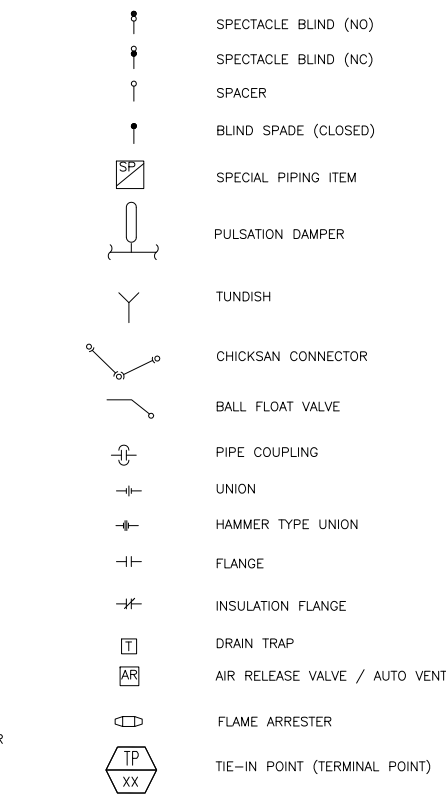 SPECTACLE BLIND (NO)
SPECTACLE BLIND (NC)
SPACER
BLIND SPADE (CLOSED)
SP
SPECIAL PIPING ITEM
PULSATION DAMPER
TUNDISH
CHICKSAN CONNECTOR
BALL FLOAT VALVE
PIPE COUPLING
UNION
HAMMER TYPE UNION
FLANGE
INSULATION FLANGE
T
DRAIN TRAP
AR
AIR RELEASE VALVE / AUTO VENT
FLAME ARRESTER
R
TP
XX
TIE-IN POINT (TERMINAL POINT)